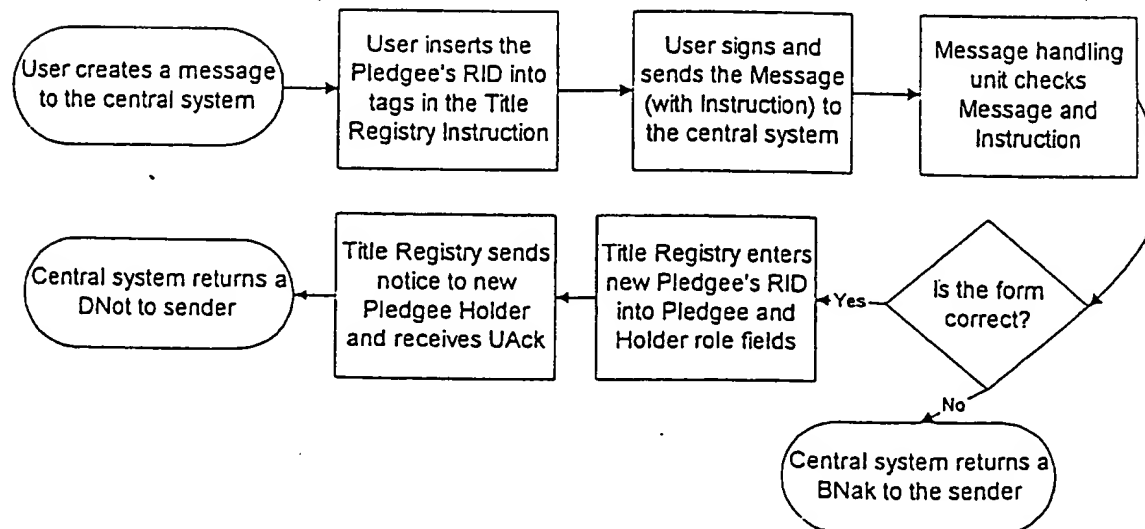 User creates a message
to the central system
User inserts the
Pledgee's RID into
tags in the Title
Registry Instruction
User signs and
sends the Message
(with Instruction) to
the central system
Message handling
unit checks
Message and
Instruction
Is the form
correct?
Yes
Title Registry enters
new Pledgee's RID
into Pledgee and
Holder role fields
Title Registry sends
notice to new
Pledgee Holder
and receives UAck
Central system returns a
DNot to sender
No
Central system returns a
BNak to the sender